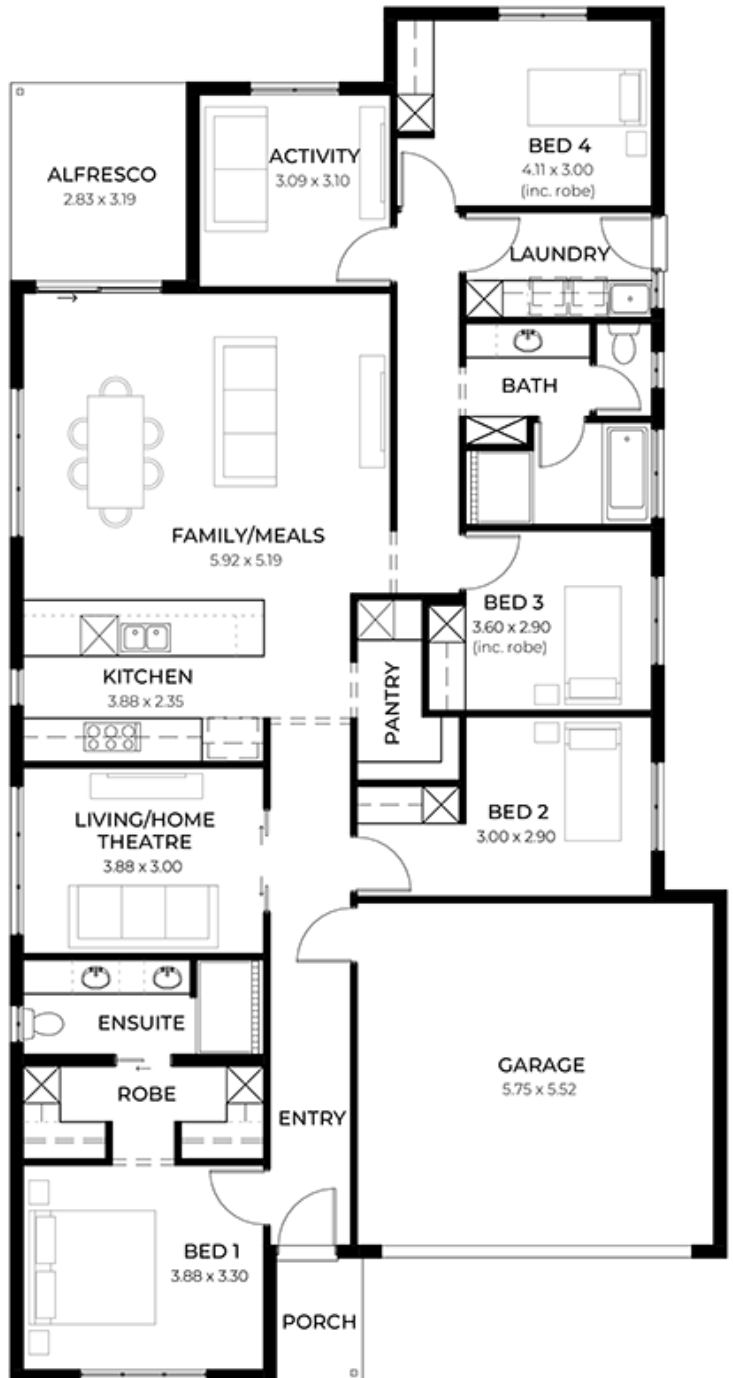 BED 4
4.11 x 3.00
(inc. robe)
ACTIVITY
3.09 x 3.10
ALFRESCO
2.83 x 3.19
LAUNDRY
BATH
FAMILY/MEALS
5.92 x 5.19
BED 3
3.60 x 2.90
(inc. robe)
KITCHEN
3.88 x 2.35
PANTRY
LIVING/HOME
THEATRE
3.88 x 3.00
BED 2
3.00 x 2.90
ENSUITE
ROBE
GARAGE
5.75 x 5.52
ENTRY
BED 1
3.88 x 3.30
PORCH